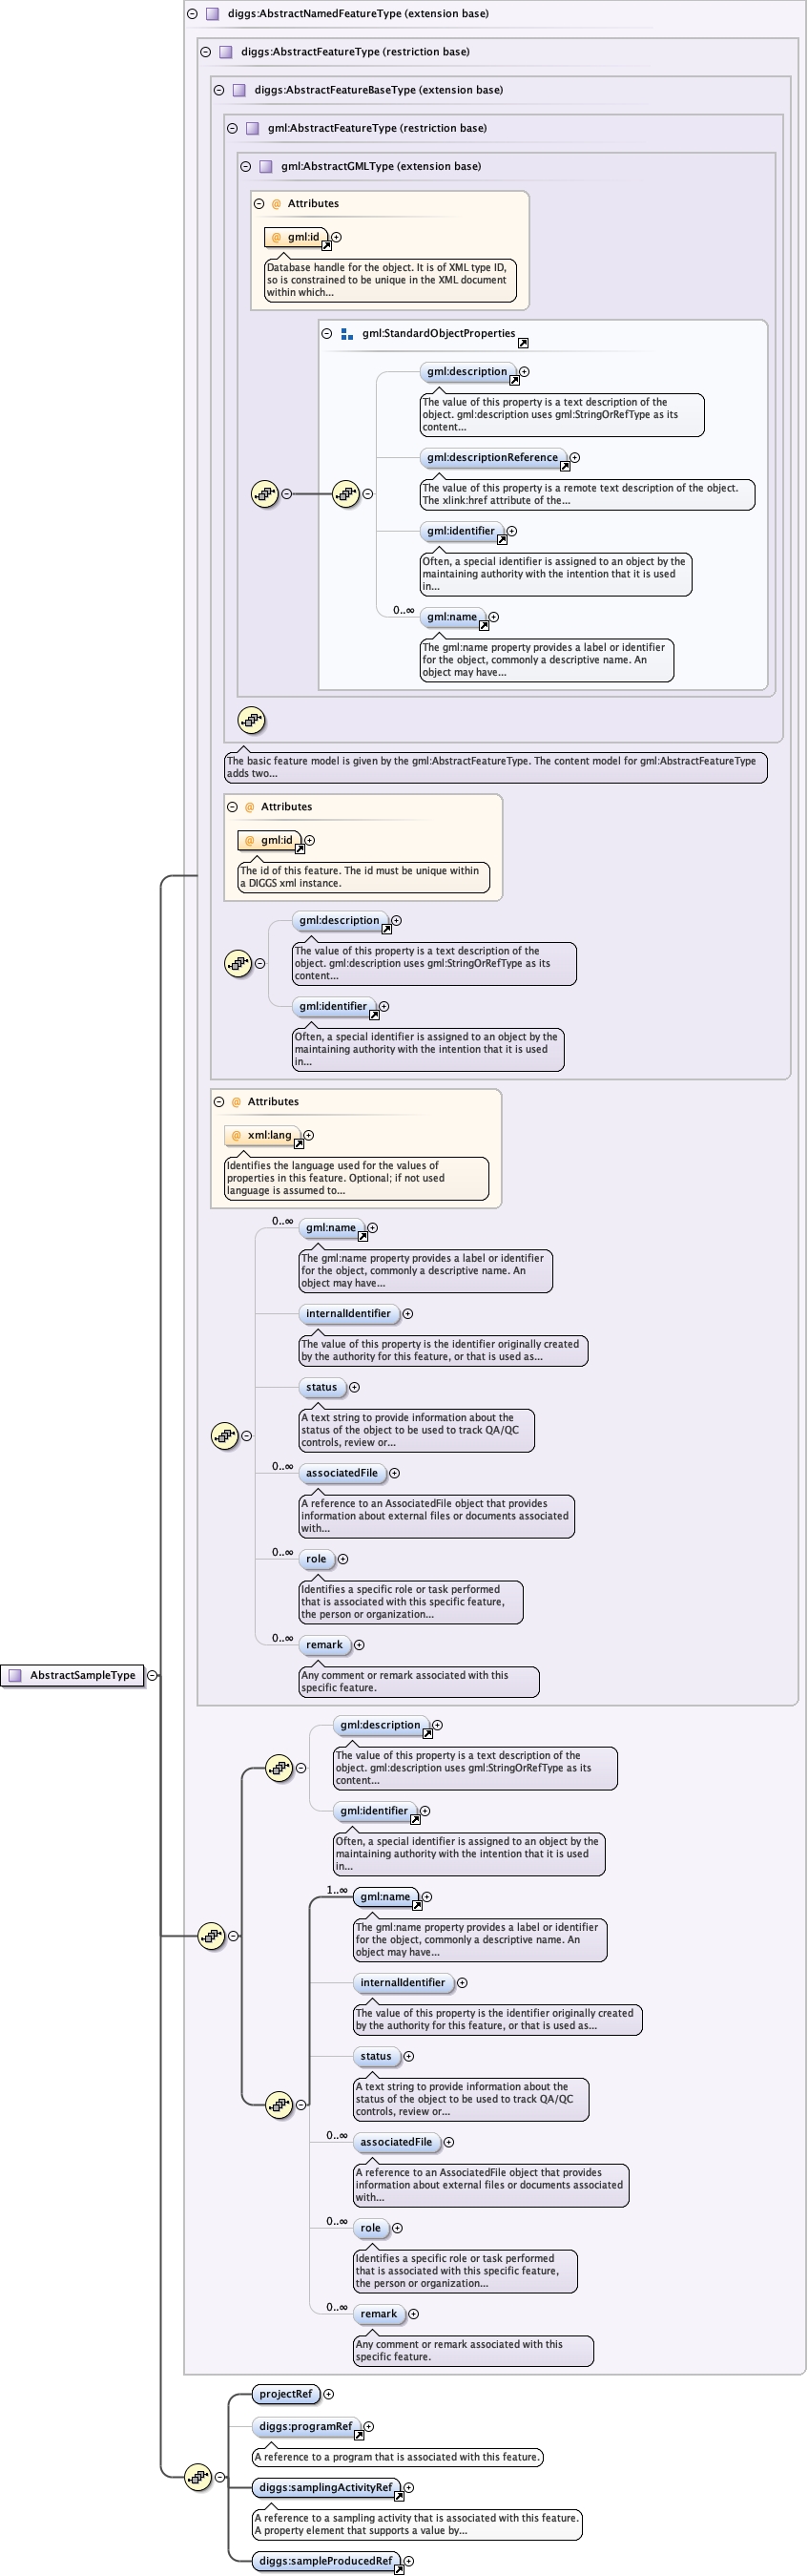 diggs:AbstractNamedFeatureType (extension base)
diggs:AbstractFeatureType (restriction base)
diggs:AbstractFeatureBaseType (extension base)
gml:AbstractFeatureType (restriction base)
gml:AbstractGMLType (extension base)
@ Attributes
@ gml:id
Database handle for the object. It is of XML type ID,
so is constrained to be unique in the XML document
within which...
gml:StandardObjectProperties
gml:description
The value of this property is a text description of the
object. gml:description uses gml:StringOrRefType as its
content...
gml:descriptionReference
The value of this property is a remote text description of the object.
The xlink:href attribute of the...
gml:identifier
Often, a special identifier is assigned to an object by the
maintaining authority with the intention that it is used
in...
0..∞
gml:name
The gml:name property provides a label or identifier
for the object, commonly a descriptive name. An
object may have...
The basic feature model is given by the gml:AbstractFeatureType. The content model for gml:AbstractFeatureType
adds two...
@ Attributes
@ gml:id
The id of this feature. The id must be unique within
a DIGGS xml instance.
gml:description
The value of this property is a text description of the
object. gml:description uses gml:StringOrRefType as its
content...
gml:identifier
Often, a special identifier is assigned to an object by the
maintaining authority with the intention that it is used
in...
@ Attributes
@ xml:lang
Identifies the language used for the values of
properties in this feature. Optional; if not used
language is assumed to...
0..∞
gml:name
The gml:name property provides a label or identifier
for the object, commonly a descriptive name. An
object may have...
internalIdentifier
The value of this property is the identifier originally created
by the authority for this feature, or that is used as...
status
A text string to provide information about the
status of the object to be used to track QA/QC
controls, review or...
0..∞
associatedFile
A reference to an AssociatedFile object that provides
information about external files or documents associated
with...
0..∞
role
Identifies a specific role or task performed
that is associated with this specific feature,
the person or organization...
0..∞
remark
Any comment or remark associated with this
specific feature.
AbstractSampleType
gml:description
The value of this property is a text description of the
object. gml:description uses gml:StringOrRefType as its
content...
gml:identifier
Often, a special identifier is assigned to an object by the
maintaining authority with the intention that it is used
in...
1..∞
gml:name
The gml:name property provides a label or identifier
for the object, commonly a descriptive name. An
object may have...
internalIdentifier
The value of this property is the identifier originally created
by the authority for this feature, or that is used as...
status
A text string to provide information about the
status of the object to be used to track QA/QC
controls, review or...
0..∞
associatedFile
A reference to an AssociatedFile object that provides
information about external files or documents associated
with...
0..∞
role
Identifies a specific role or task performed
that is associated with this specific feature,
the person or organization...
0..∞
remark
Any comment or remark associated with this
specific feature.
projectRef
diggs:programRef
A reference to a program that is associated with this feature.
diggs:samplingActivityRef
A reference to a sampling activity that is associated with this feature.
A property element that supports a value by...
diggs:sampleProducedRef